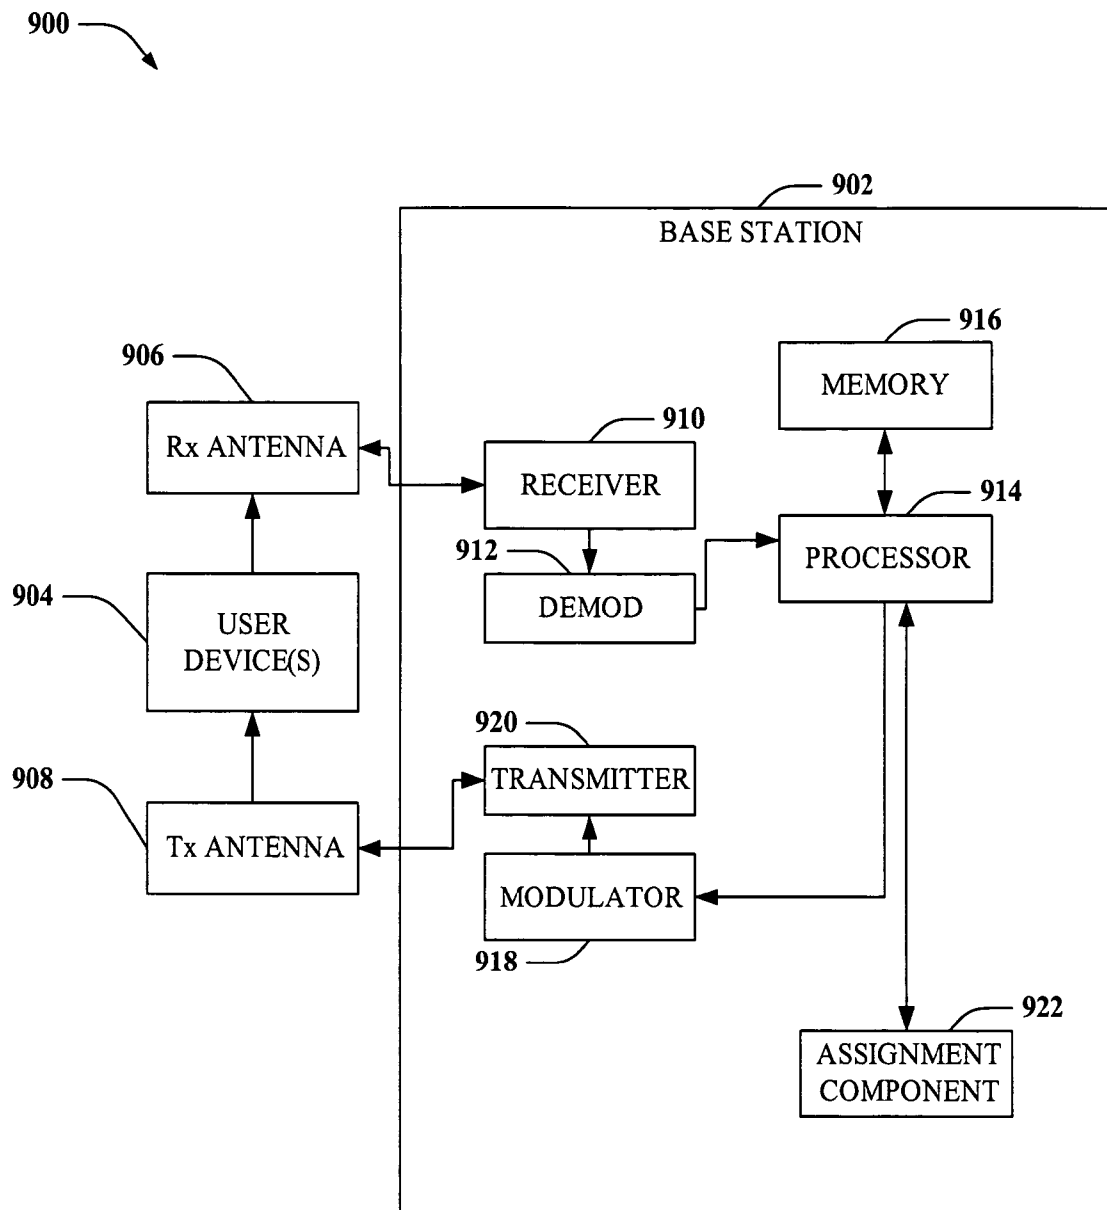 900
902
BASE STATION
916
MEMORY
906
Rx ANTENNA
910
RECEIVER
914
PROCESSOR
912
DEMOD
904
USER
DEVICE(S)
920
TRANSMITTER
908
Tx ANTENNA
MODULATOR
918
922
ASSIGNMENT
COMPONENT